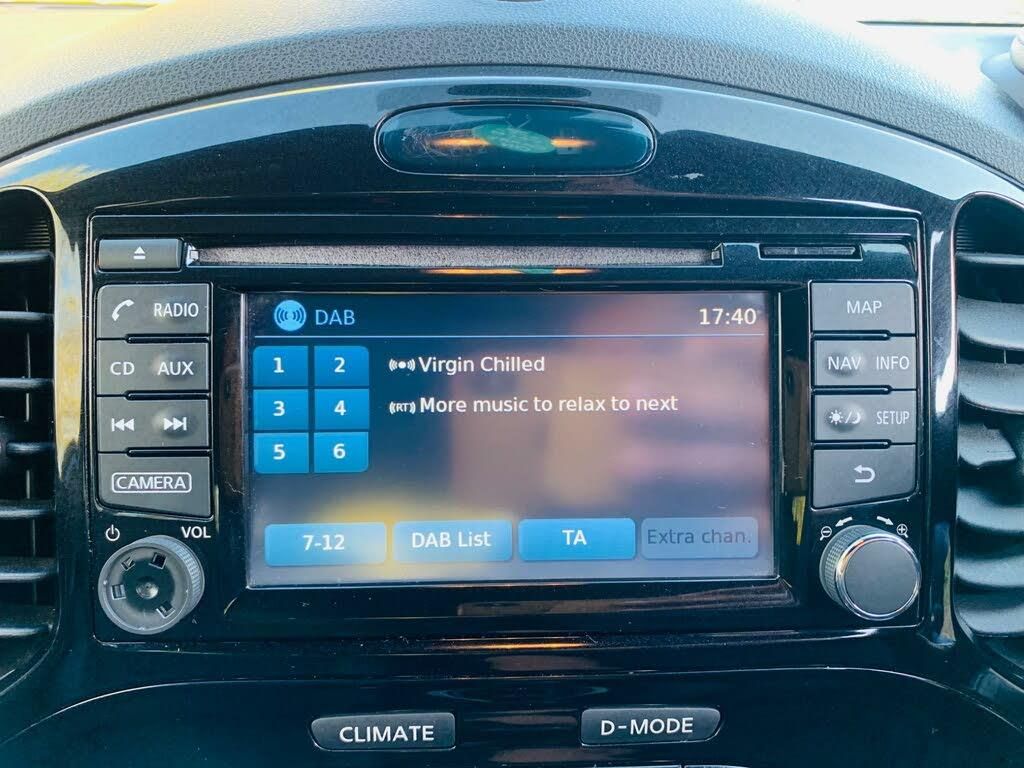 RADIO
CD AUX
CAMERA
VOL
DAB 17:40
1 2
3 4
5 6
Virgin Chilled
(RT) More music to relax to next
7-12 DAB List TA Extra chan.
MAP
NAV INFO
SETUP
CLIMATE D-MODE